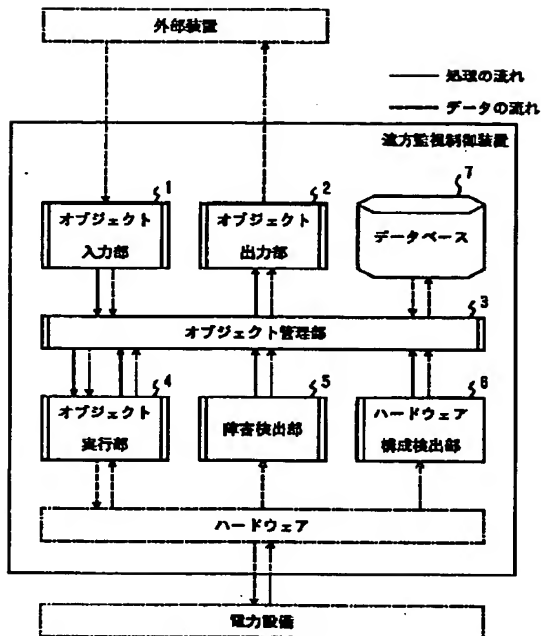 外部装置
処理の流れ
データの流れ
遠方監視制御装置
1
オブジェクト
入力部
2
オブジェクト
出力部
7
データベース
3
オブジェクト管理部
4
オブジェクト
実行部
5
障害検出部
6
ハードウェア
構成検出部
ハードウェア
電力設備